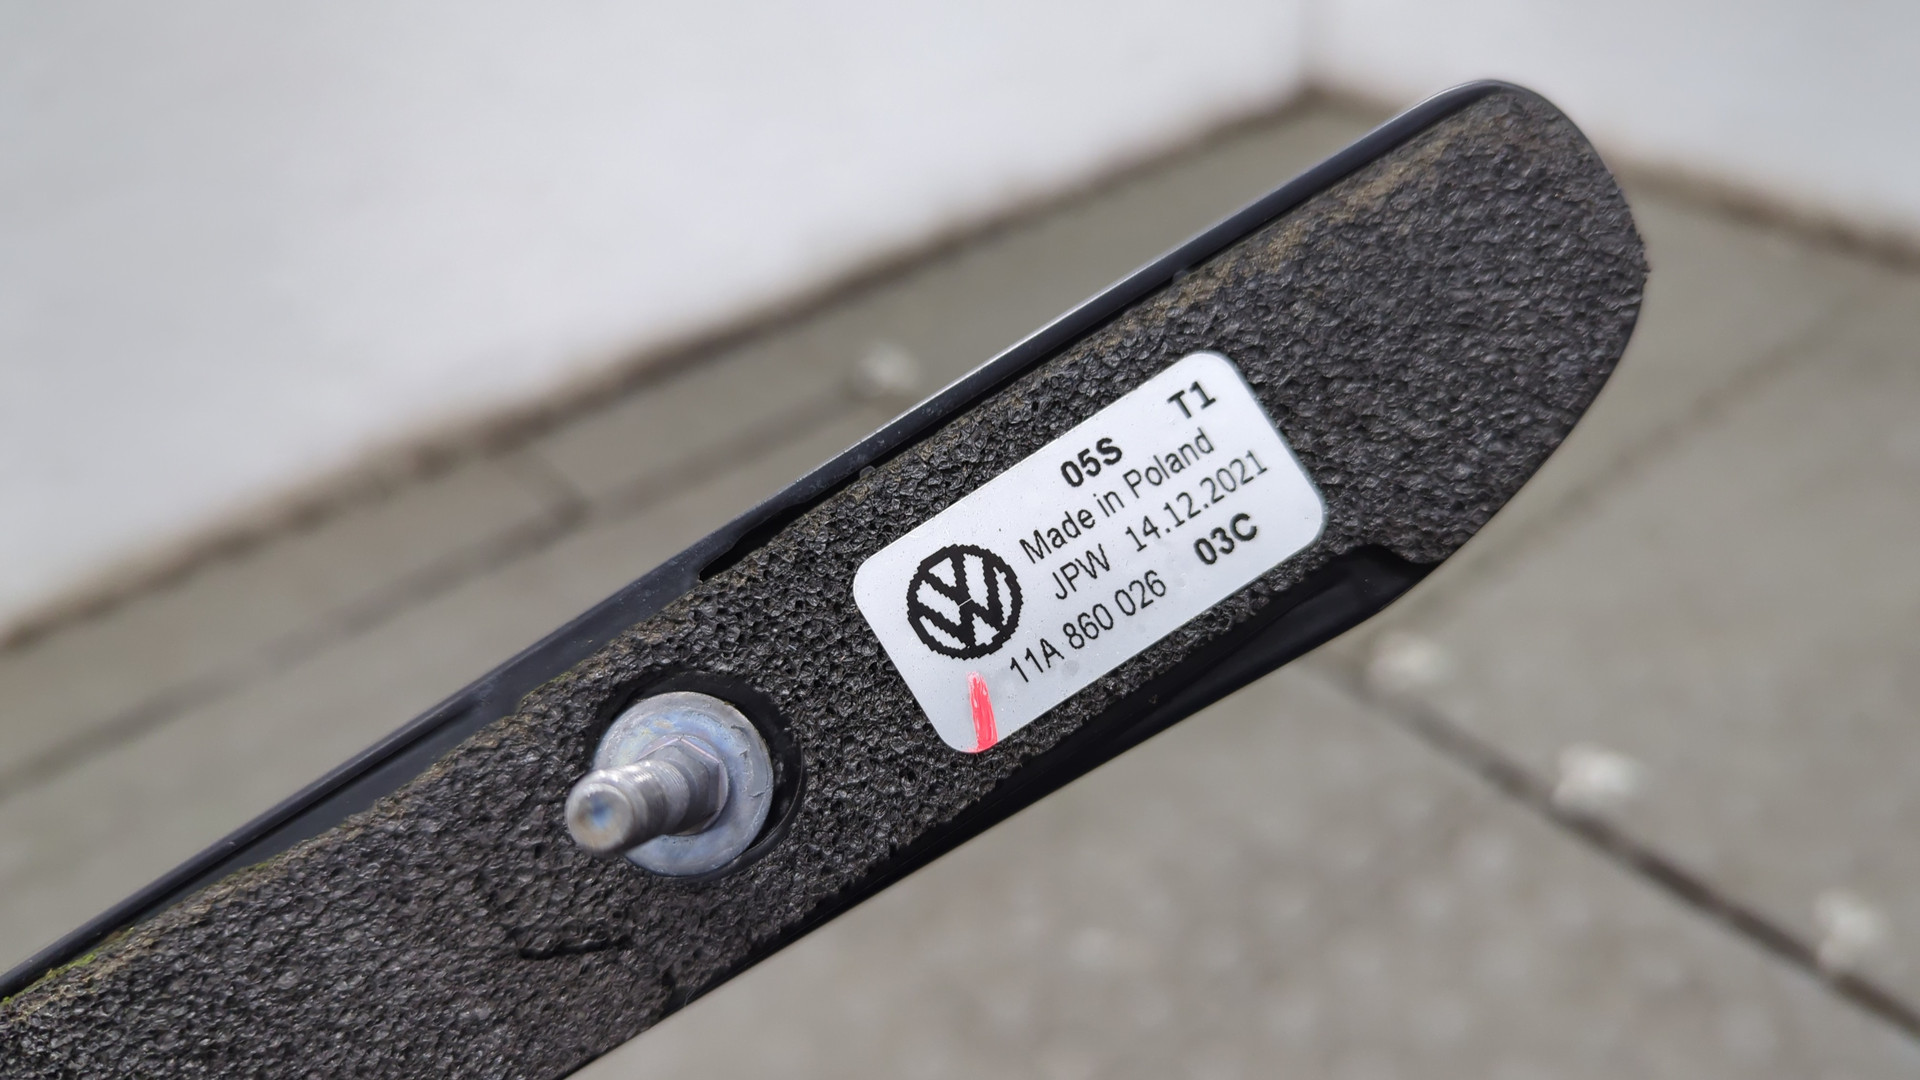 05S T1
Made in Poland
JPW 14.12.2021
11A 860 026 03C